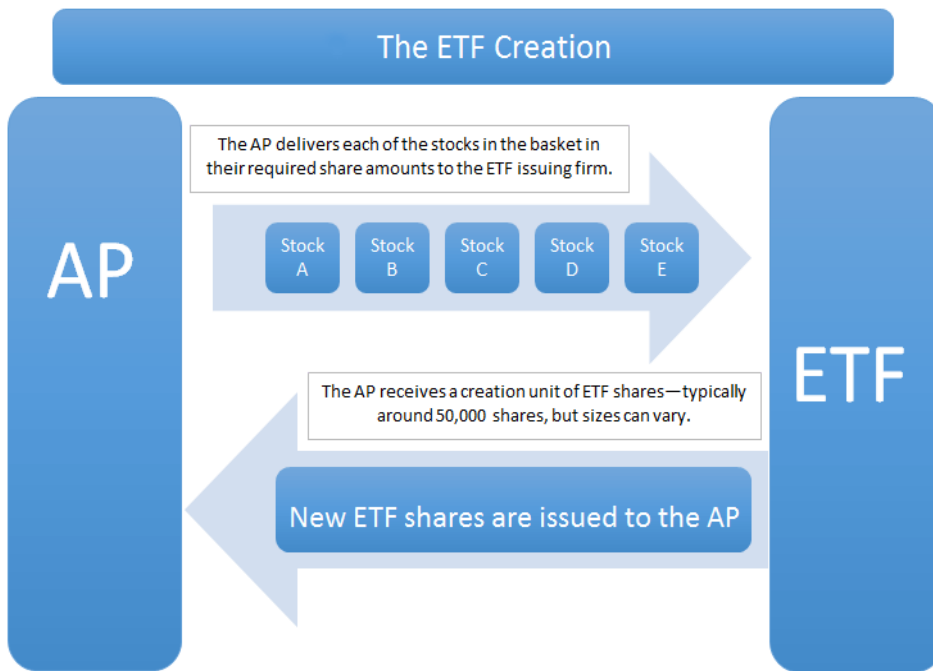 The ETF Creation
The AP delivers each of the stocks in the basket in
their required share amounts to the ETF issuing firm.
AP
Stock
A
Stock
B
Stock
C
Stock
D
Stock
E
ETF
The AP receives a creation unit of ETF shares—typically
around 50,000 shares, but sizes can vary.
New ETF shares are issued to the AP